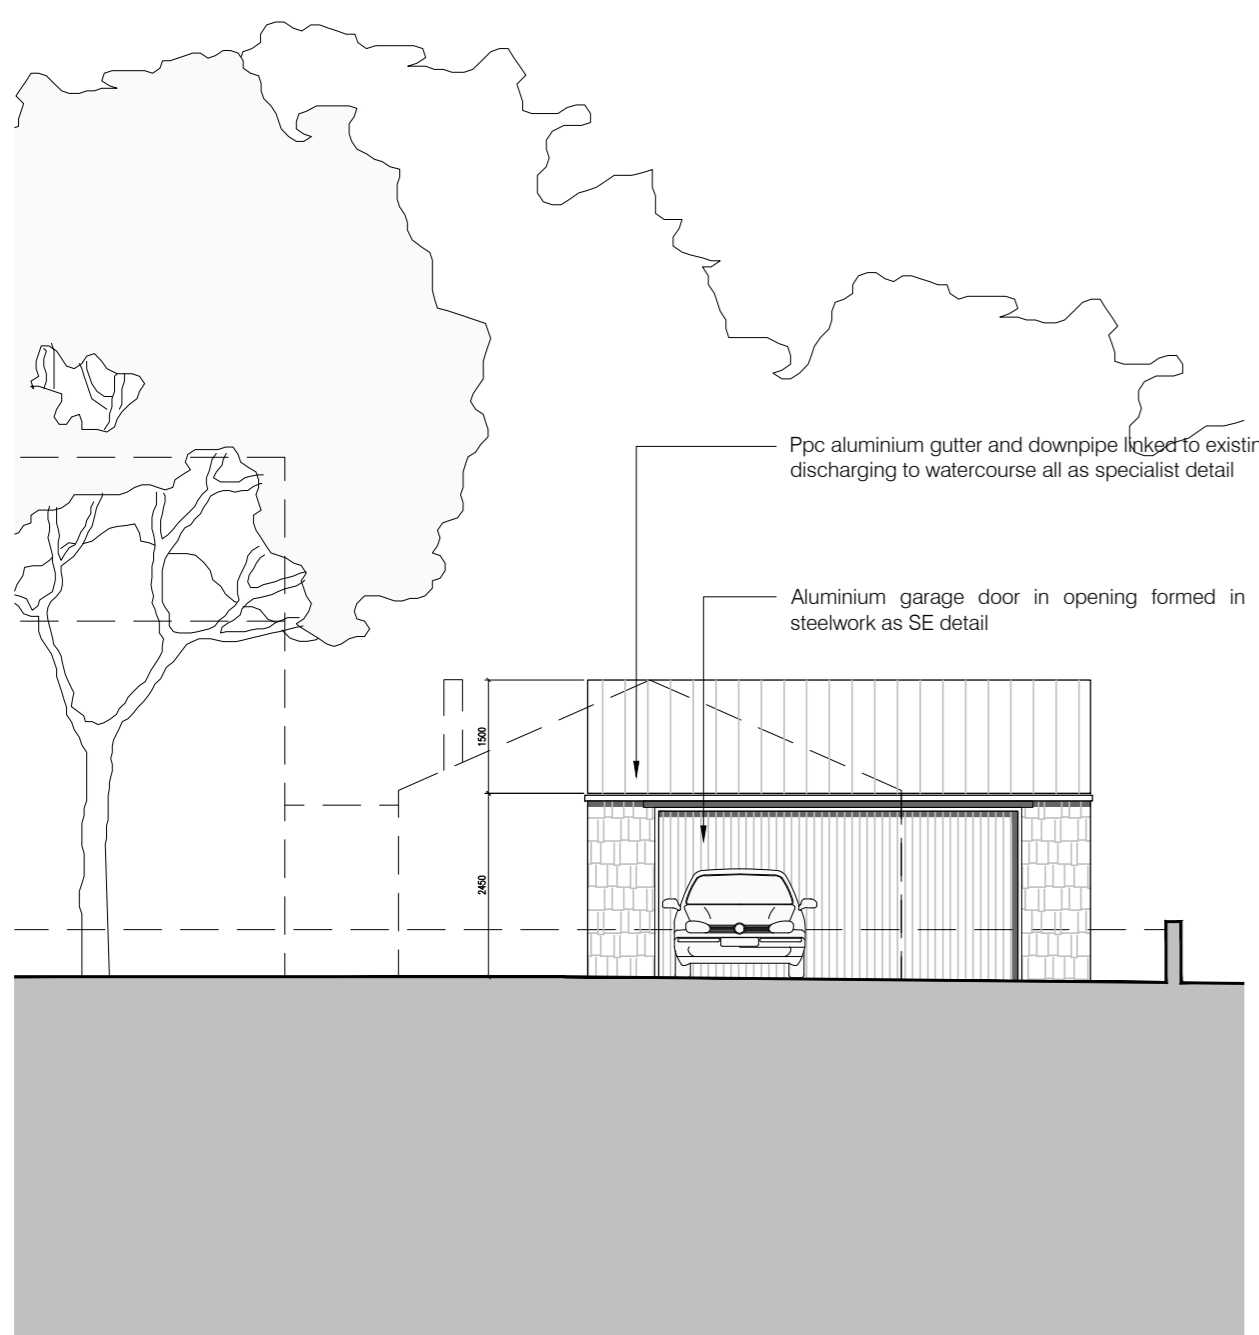 Ppc aluminium gutter and downpipe linked to existin
discharging to watercourse all as specialist detail
Aluminium garage door in opening formed in
steelwork as SE detail
1500
2450